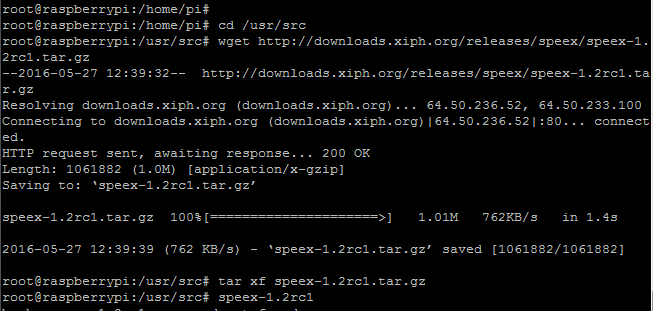 root@raspberrypi:/home/pi#
root@raspberrypi:/home/pi# cd /usr/src
root@raspberrypi:/usr/src# wget http://downloads.xiph.org/releases/speex/speex-1.
2rc1.tar.gz
--2016-05-27 12:39:32--  http://downloads.xiph.org/releases/speex/speex-1.2rc1.ta
r.gz
Resolving downloads.xiph.org (downloads.xiph.org)... 64.50.236.52, 64.50.233.100
Connecting to downloads.xiph.org (downloads.xiph.org)|64.50.236.52|:80... connect
ed.
HTTP request sent, awaiting response... 200 OK
Length: 1061882 (1.0M) [application/x-gzip]
Saving to: ‘speex-1.2rc1.tar.gz’
speex-1.2rc1.tar.gz  100%[=====================>]   1.01M   762KB/s   in 1.4s
2016-05-27 12:39:39 (762 KB/s) - ‘speex-1.2rc1.tar.gz’ saved [1061882/1061882]
root@raspberrypi:/usr/src# tar xf speex-1.2rc1.tar.gz
root@raspberrypi:/usr/src# speex-1.2rc1